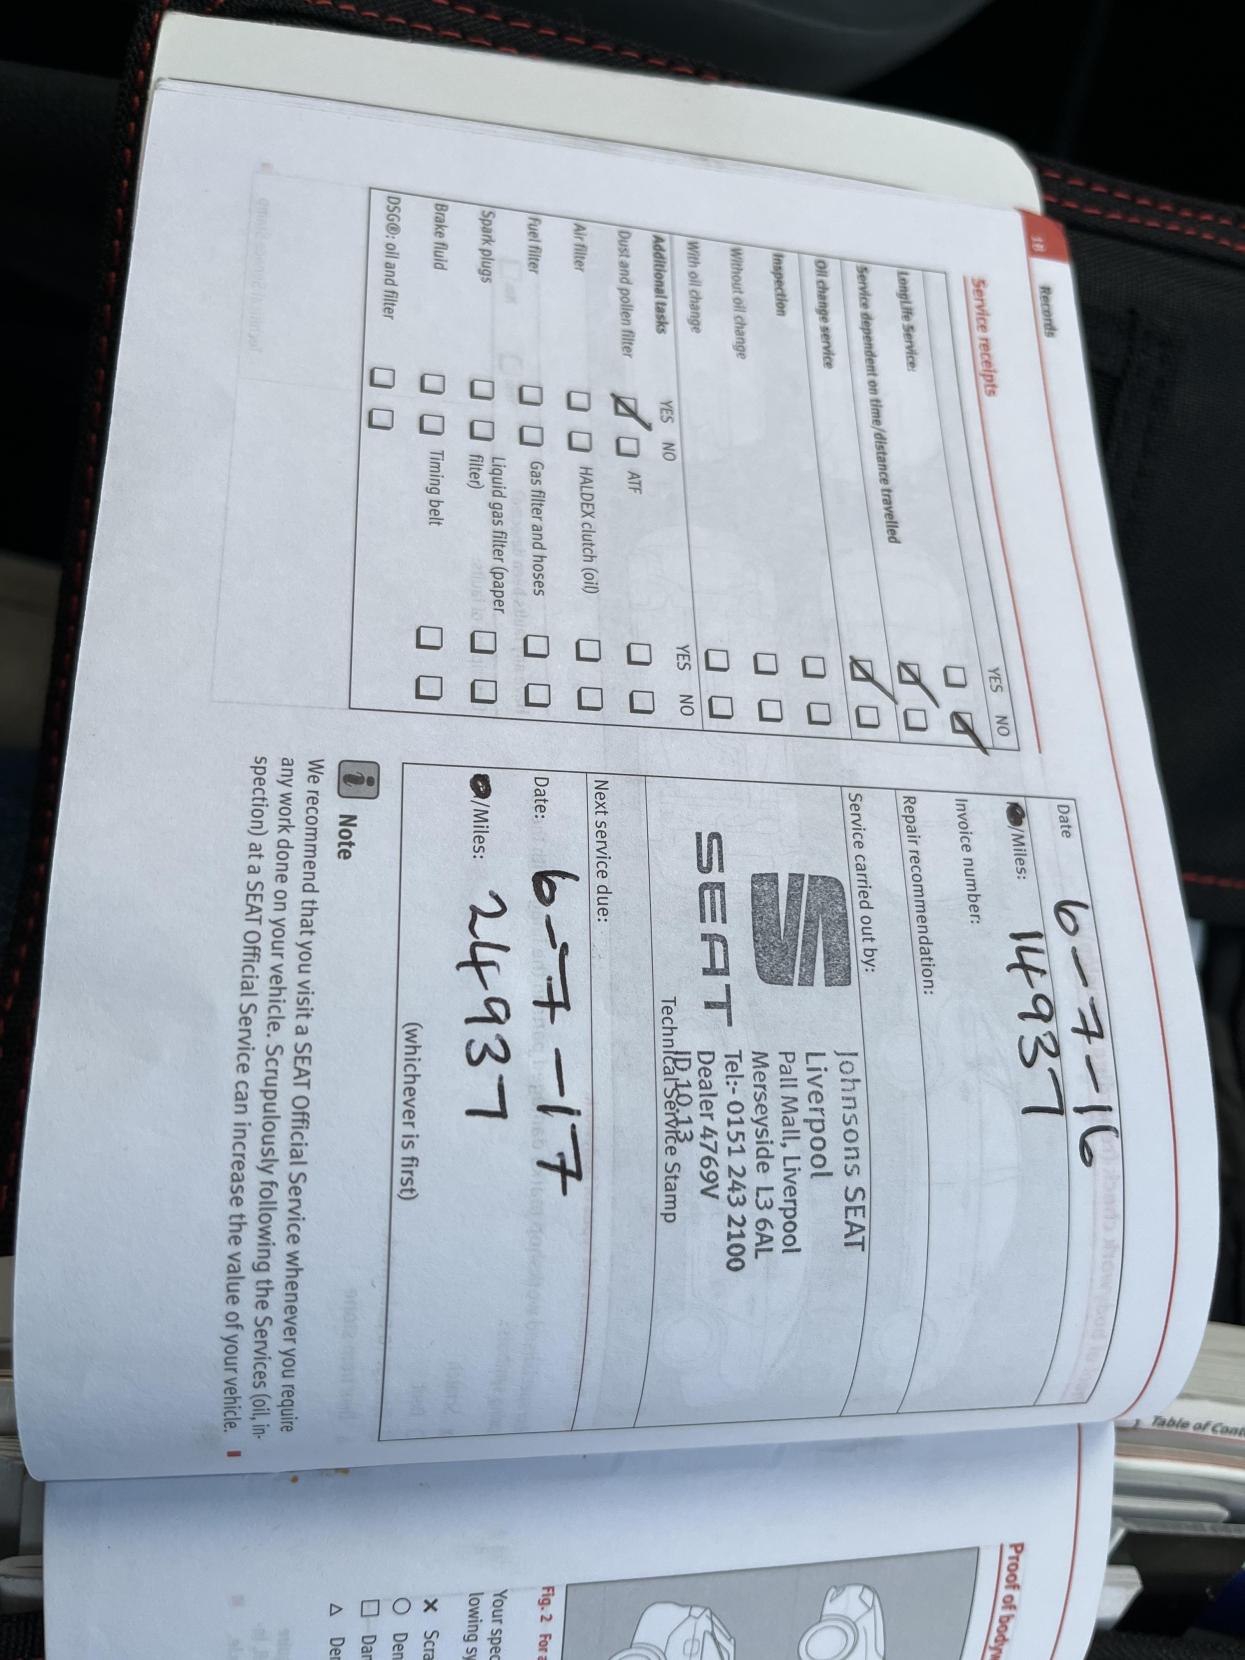 18 Records
Service receipts
YES NO
LongLife Service:
Service dependent on time/distance travelled
Oil change service
Inspection
Without oil change
With oil change
Additional tasks YES NO YES NO
Dust and pollen filter ATF
Air filter HALDEX clutch (oil)
Fuel filter Gas filter and hoses
Spark plugs Liquid gas filter (paper
filter)
Brake fluid Timing belt
DSG®: oil and filter
Date 6-7-16
/Miles: 14937
Invoice number:
Repair recommendation:
Service carried out by:
SEAT
Johnsons SEAT
Liverpool
Pall Mall, Liverpool
Merseyside L3 6AL
Tel:- 0151 243 2100
Dealer 4769V
ID 10.13
Technical Service Stamp
Next service due:
Date: 6-7-17
/Miles: 24937
(whichever is first)
i Note
We recommend that you visit a SEAT Official Service whenever you require
any work done on your vehicle. Scrupulously following the Services (oil, in-
spection) at a SEAT Official Service can increase the value of your vehicle.
Table of Cont
Proof of bodyw
Fig. 2 For a
Your spec
lowing sy
× Scra
Den
Dar
Der